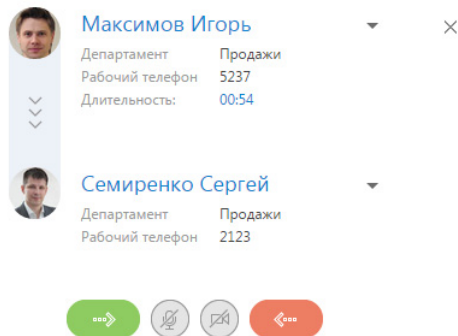 Максимов Игорь
Департамент Продажи
Рабочий телефон 5237
Длительность: 00:54
Семиренко Сергей
Департамент Продажи
Рабочий телефон 2123